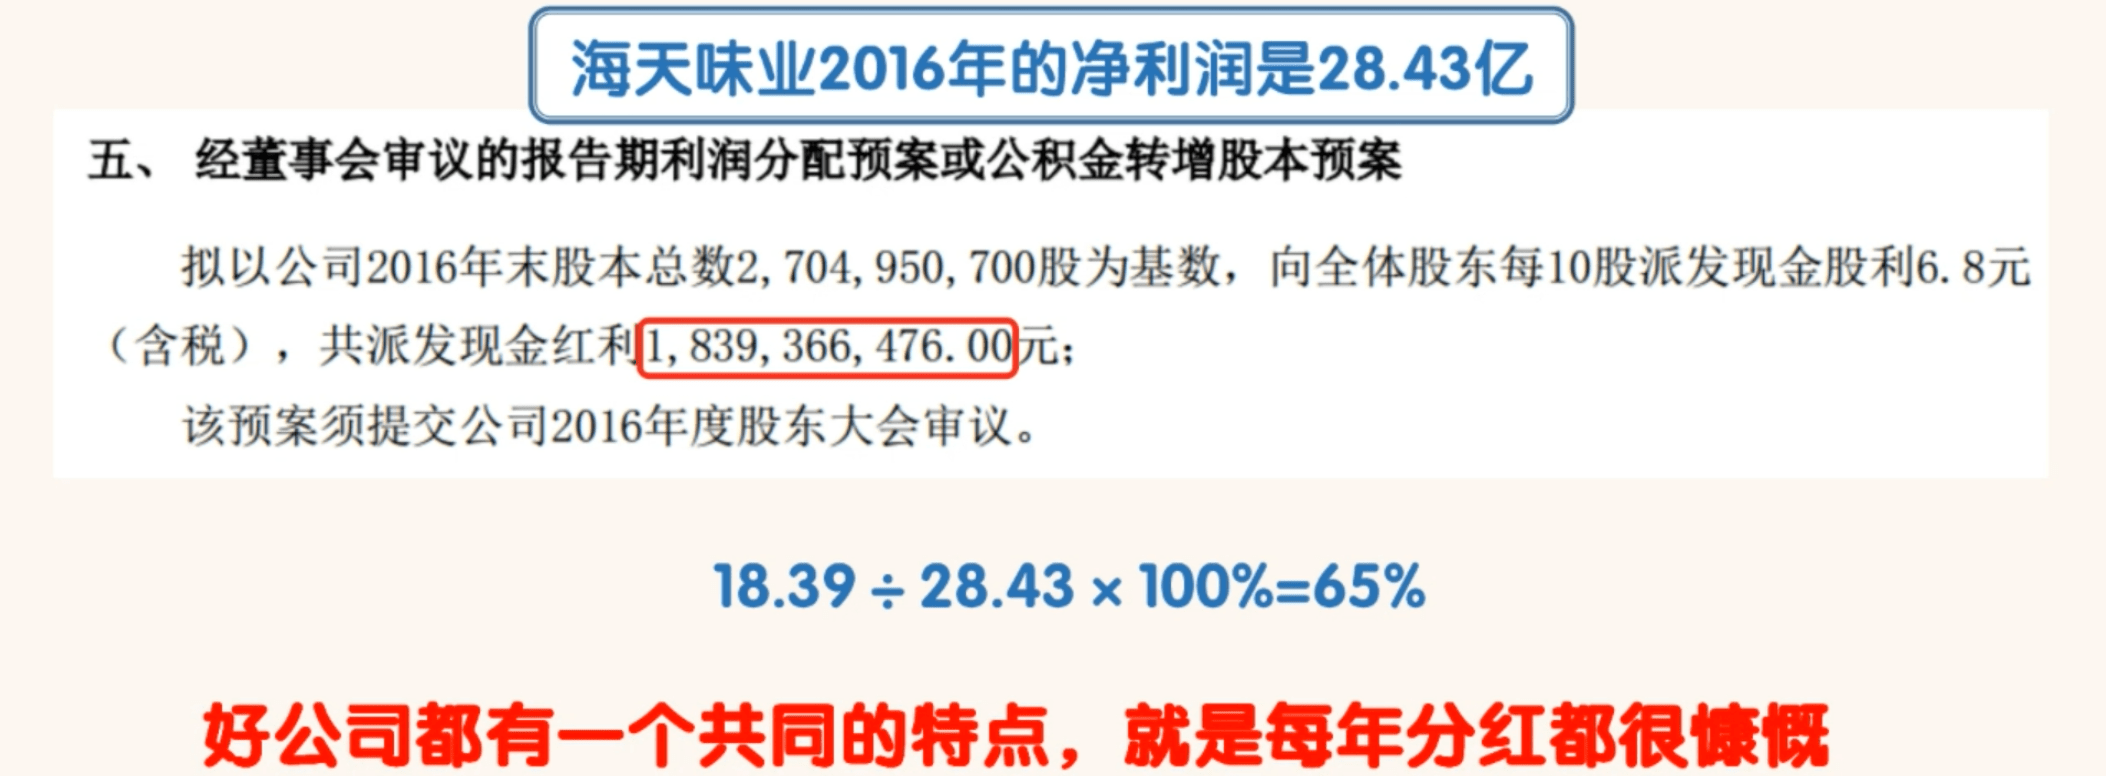 海天味业2016年的净利润是28.43亿
五、 经董事会审议的报告期利润分配预案或公积金转增股本预案
拟以公司2016年末股本总数2,704,950,700股为基数，向全体股东每10股派发现金股利6.8元
（含税），共派发现金红利1,839,366,476.00元；
该预案须提交公司2016年度股东大会审议。
18.39÷28.43×100%=65%
好公司都有一个共同的特点，就是每年分红都很慷慨